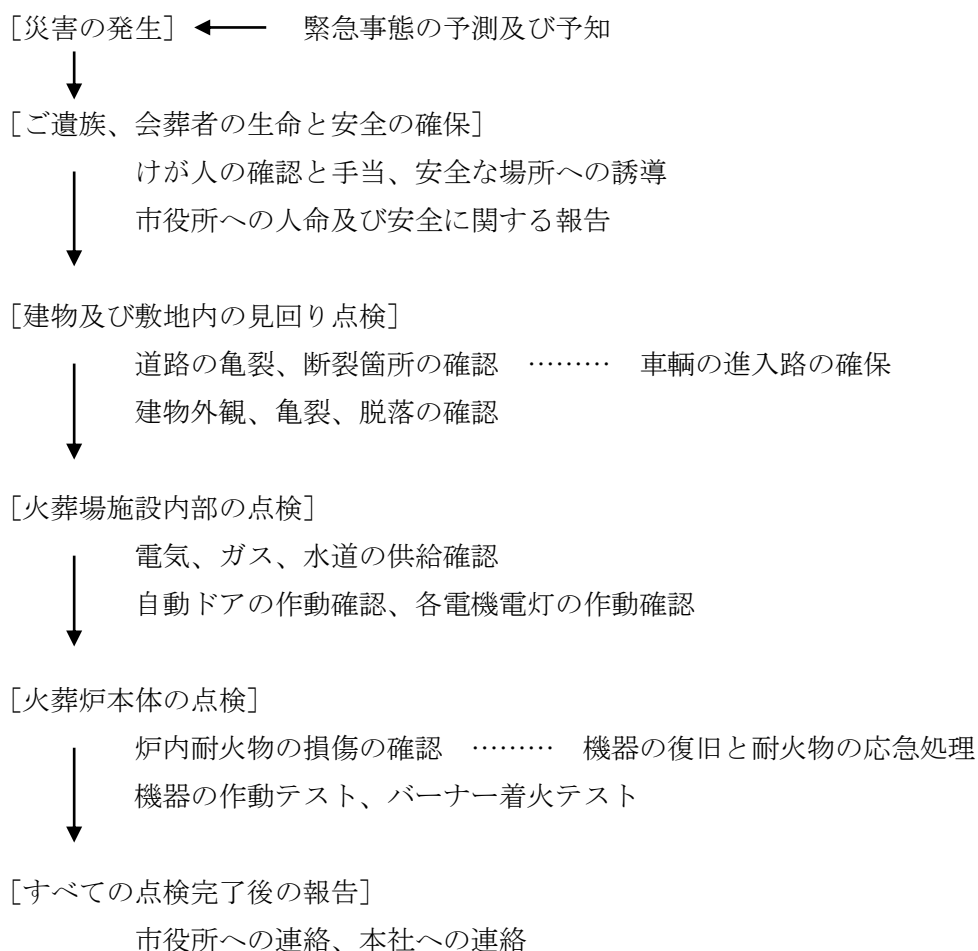 ［災害の発生］　緊急事態の予測及び予知
［ご遺族、会葬者の生命と安全の確保］
けが人の確認と手当、安全な場所への誘導
市役所への人命及び安全に関する報告
［建物及び敷地内の見回り点検］
道路の亀裂、断裂箇所の確認　………　車輌の進入路の確保
建物外観、亀裂、脱落の確認
［火葬場施設内部の点検］
電気、ガス、水道の供給確認
自動ドアの作動確認、各電機電灯の作動確認
［火葬炉本体の点検］
炉内耐火物の損傷の確認　………　機器の復旧と耐火物の応急処理
機器の作動テスト、バーナー着火テスト
［すべての点検完了後の報告］
市役所への連絡、本社への連絡